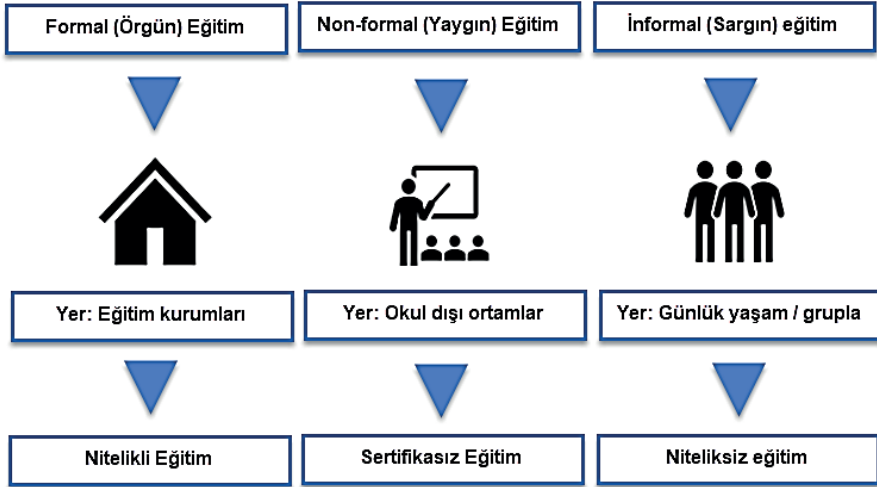 Formal (Örgün) Eğitim
Non-formal (Yaygın) Eğitim
İnformal (Sargın) eğitim
Yer: Eğitim kurumları
Yer: Okul dışı ortamlar
Yer: Günlük yaşam / grupla
Nitelikli Eğitim
Sertifikasız Eğitim
Niteliksiz eğitim